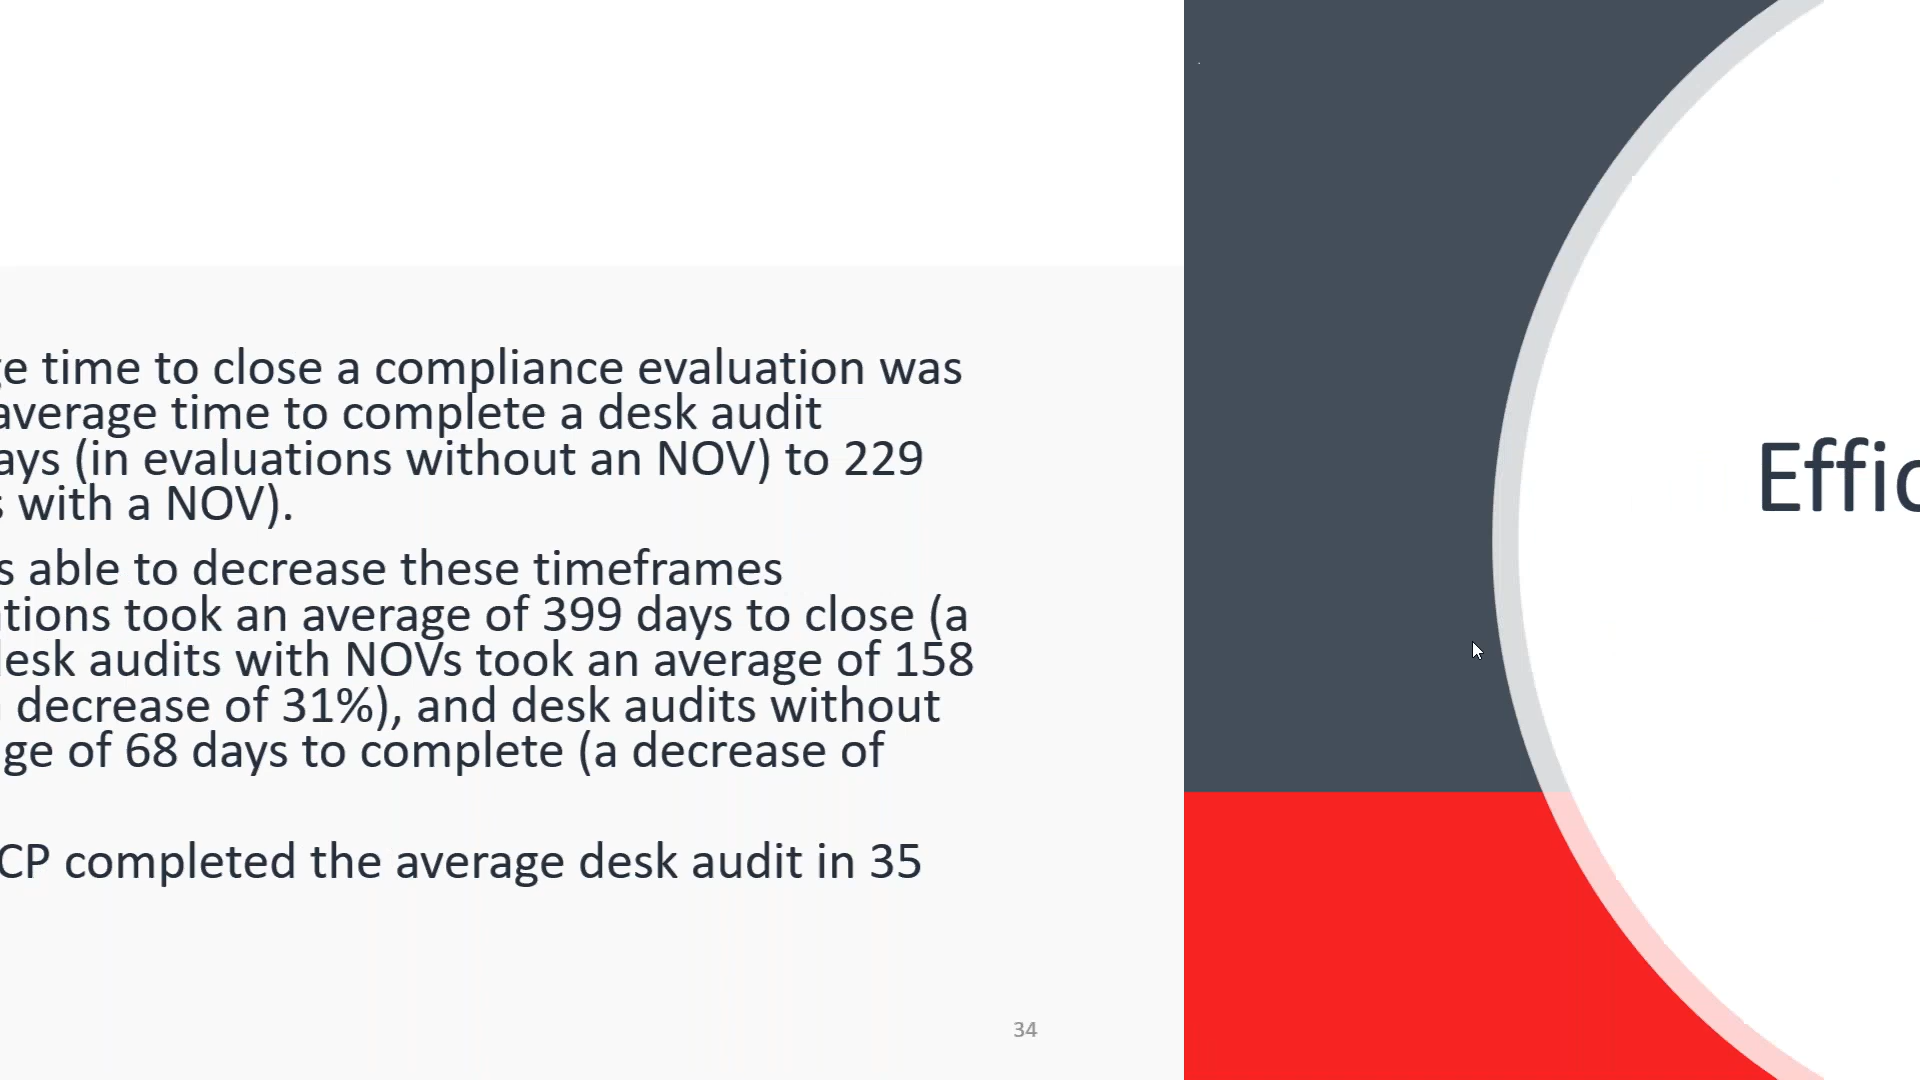 ge time to close a compliance evaluation was
average time to complete a desk audit
ays (in evaluations without an NOV) to 229
s with a NOV).
s able to decrease these timeframes
tions took an average of 399 days to close (a
desk audits with NOVs took an average of 158
decrease of 31%), and desk audits without
ge of 68 days to complete (a decrease of
CP completed the average desk audit in 35
34
Effic